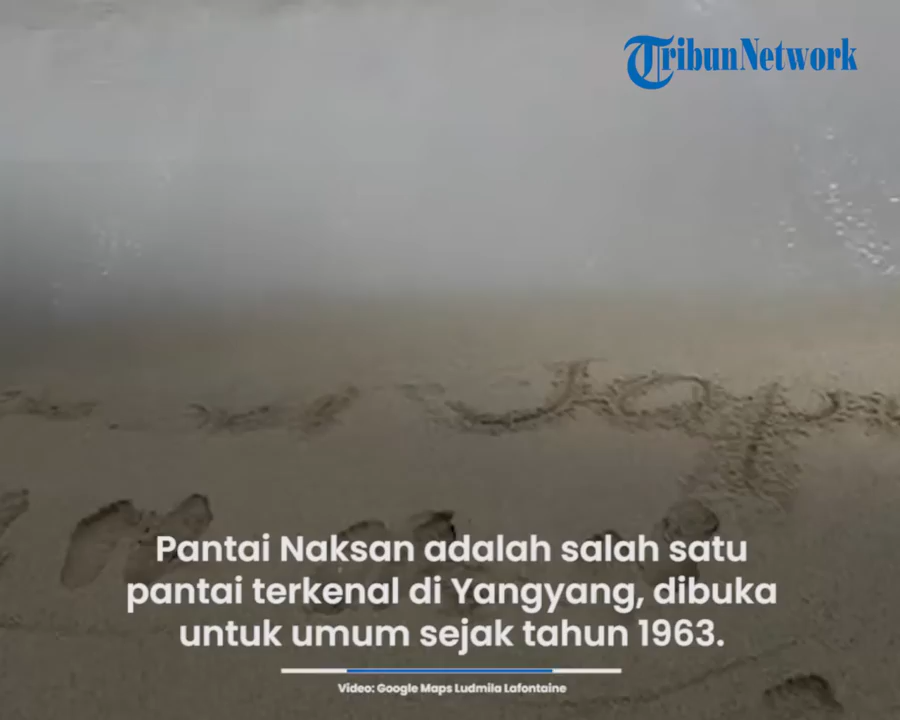 TribunNetwork
Pantai Naksan adalah salah satu
pantai terkenal di Yangyang, dibuka
untuk umum sejak tahun 1963.
Video: Google Maps Ludmila Lafontaine